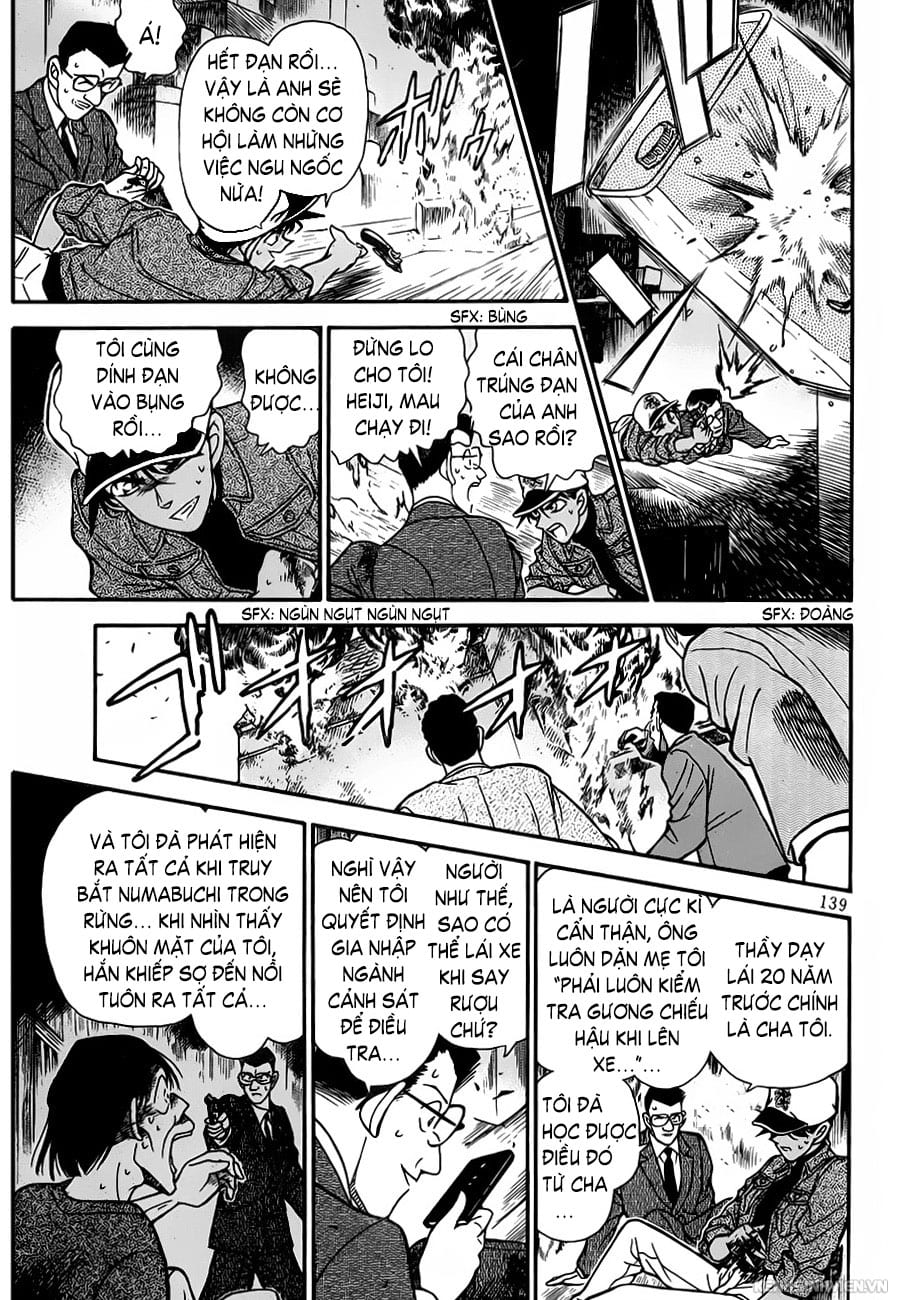 Á!
HẾT ĐẠN RỒI...
VẬY LÀ ANH SẼ
KHÔNG CÒN CƠ
HỘI LÀM NHỮNG
VIỆC NGU NGỐC
NỮA!
SFX: BÙNG
CÁI CHÂN
TRÚNG ĐẠN
CỦA ANH
SAO RỒI?
ĐỪNG LO
CHO TÔI!
HEIJI, MAU
CHẠY ĐI!
KHÔNG
ĐƯỢC...
TÔI CŨNG
DÍNH ĐẠN
VÀO BỤNG
RỒI...
SFX: NGÙN NGỤT NGÙN NGỤT
SFX: ĐOẢNG
ゴオオオオ
139
THẦY DẠY
LÁI 20 NĂM
TRƯỚC CHÍNH
LÀ CHA TÔI.
LÀ NGƯỜI CỰC KÌ
CẨN THẬN, ÔNG
LUÔN DẶN MẸ TÔI
"PHẢI LUÔN KIỂM
TRA GƯƠNG CHIẾU
HẬU KHI LÊN
XE..."...
TÔI ĐÃ
HỌC ĐƯỢC
ĐIỀU ĐÓ
TỪ CHA
...
NGƯỜI
NHƯ THẾ,
SAO CÓ
THỂ LÁI XE
KHI SAY
RƯỢU
CHỨ?
NGHĨ VẬY
NÊN TÔI
QUYẾT ĐỊNH
GIA NHẬP
NGÀNH
CẢNH SÁT
ĐỂ ĐIỀU
TRA...
VÀ TÔI ĐÃ PHÁT HIỆN
RA TẤT CẢ KHI TRUY
BẮT NUMABUCHI TRONG
RỪNG... KHI NHÌN THẤY
KHUÔN MẶT CỦA TÔI,
HẮN KHIẾP SỢ ĐẾN NỖI
TUÔN RA TẤT CẢ...